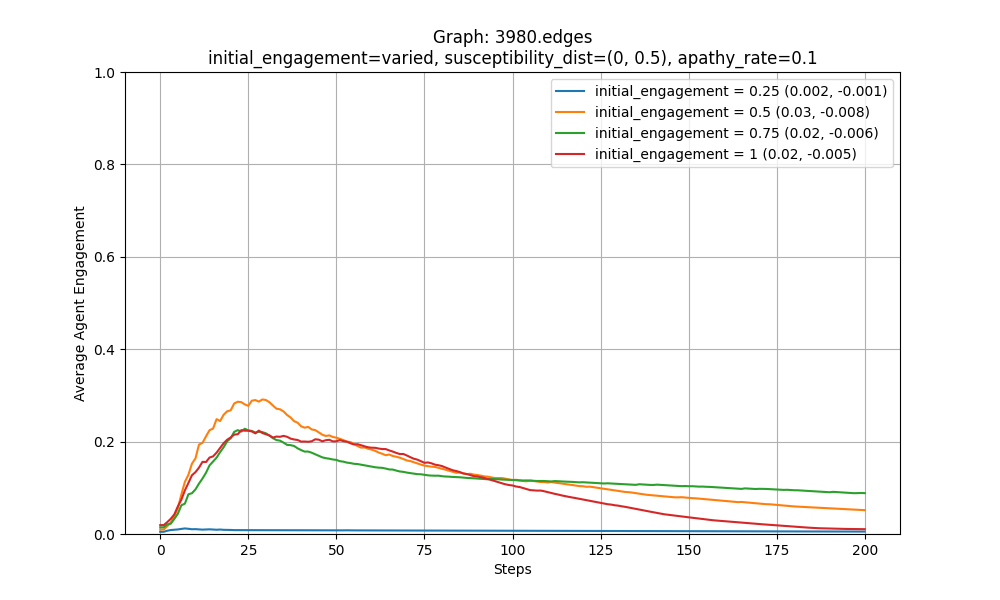 Graph: 3980.edges
initial_engagement=varied, susceptibility_dist=(0, 0.5), apathy_rate=0.1
1.0
0.8
0.6
0.4
0.2
0.0
Average Agent Engagement
initial_engagement = 0.25 (0.002, -0.001)
initial_engagement = 0.5 (0.03, -0.008)
initial_engagement = 0.75 (0.02, -0.006)
initial_engagement = 1 (0.02, -0.005)
0 25 50 75 100 125 150 175 200
Steps